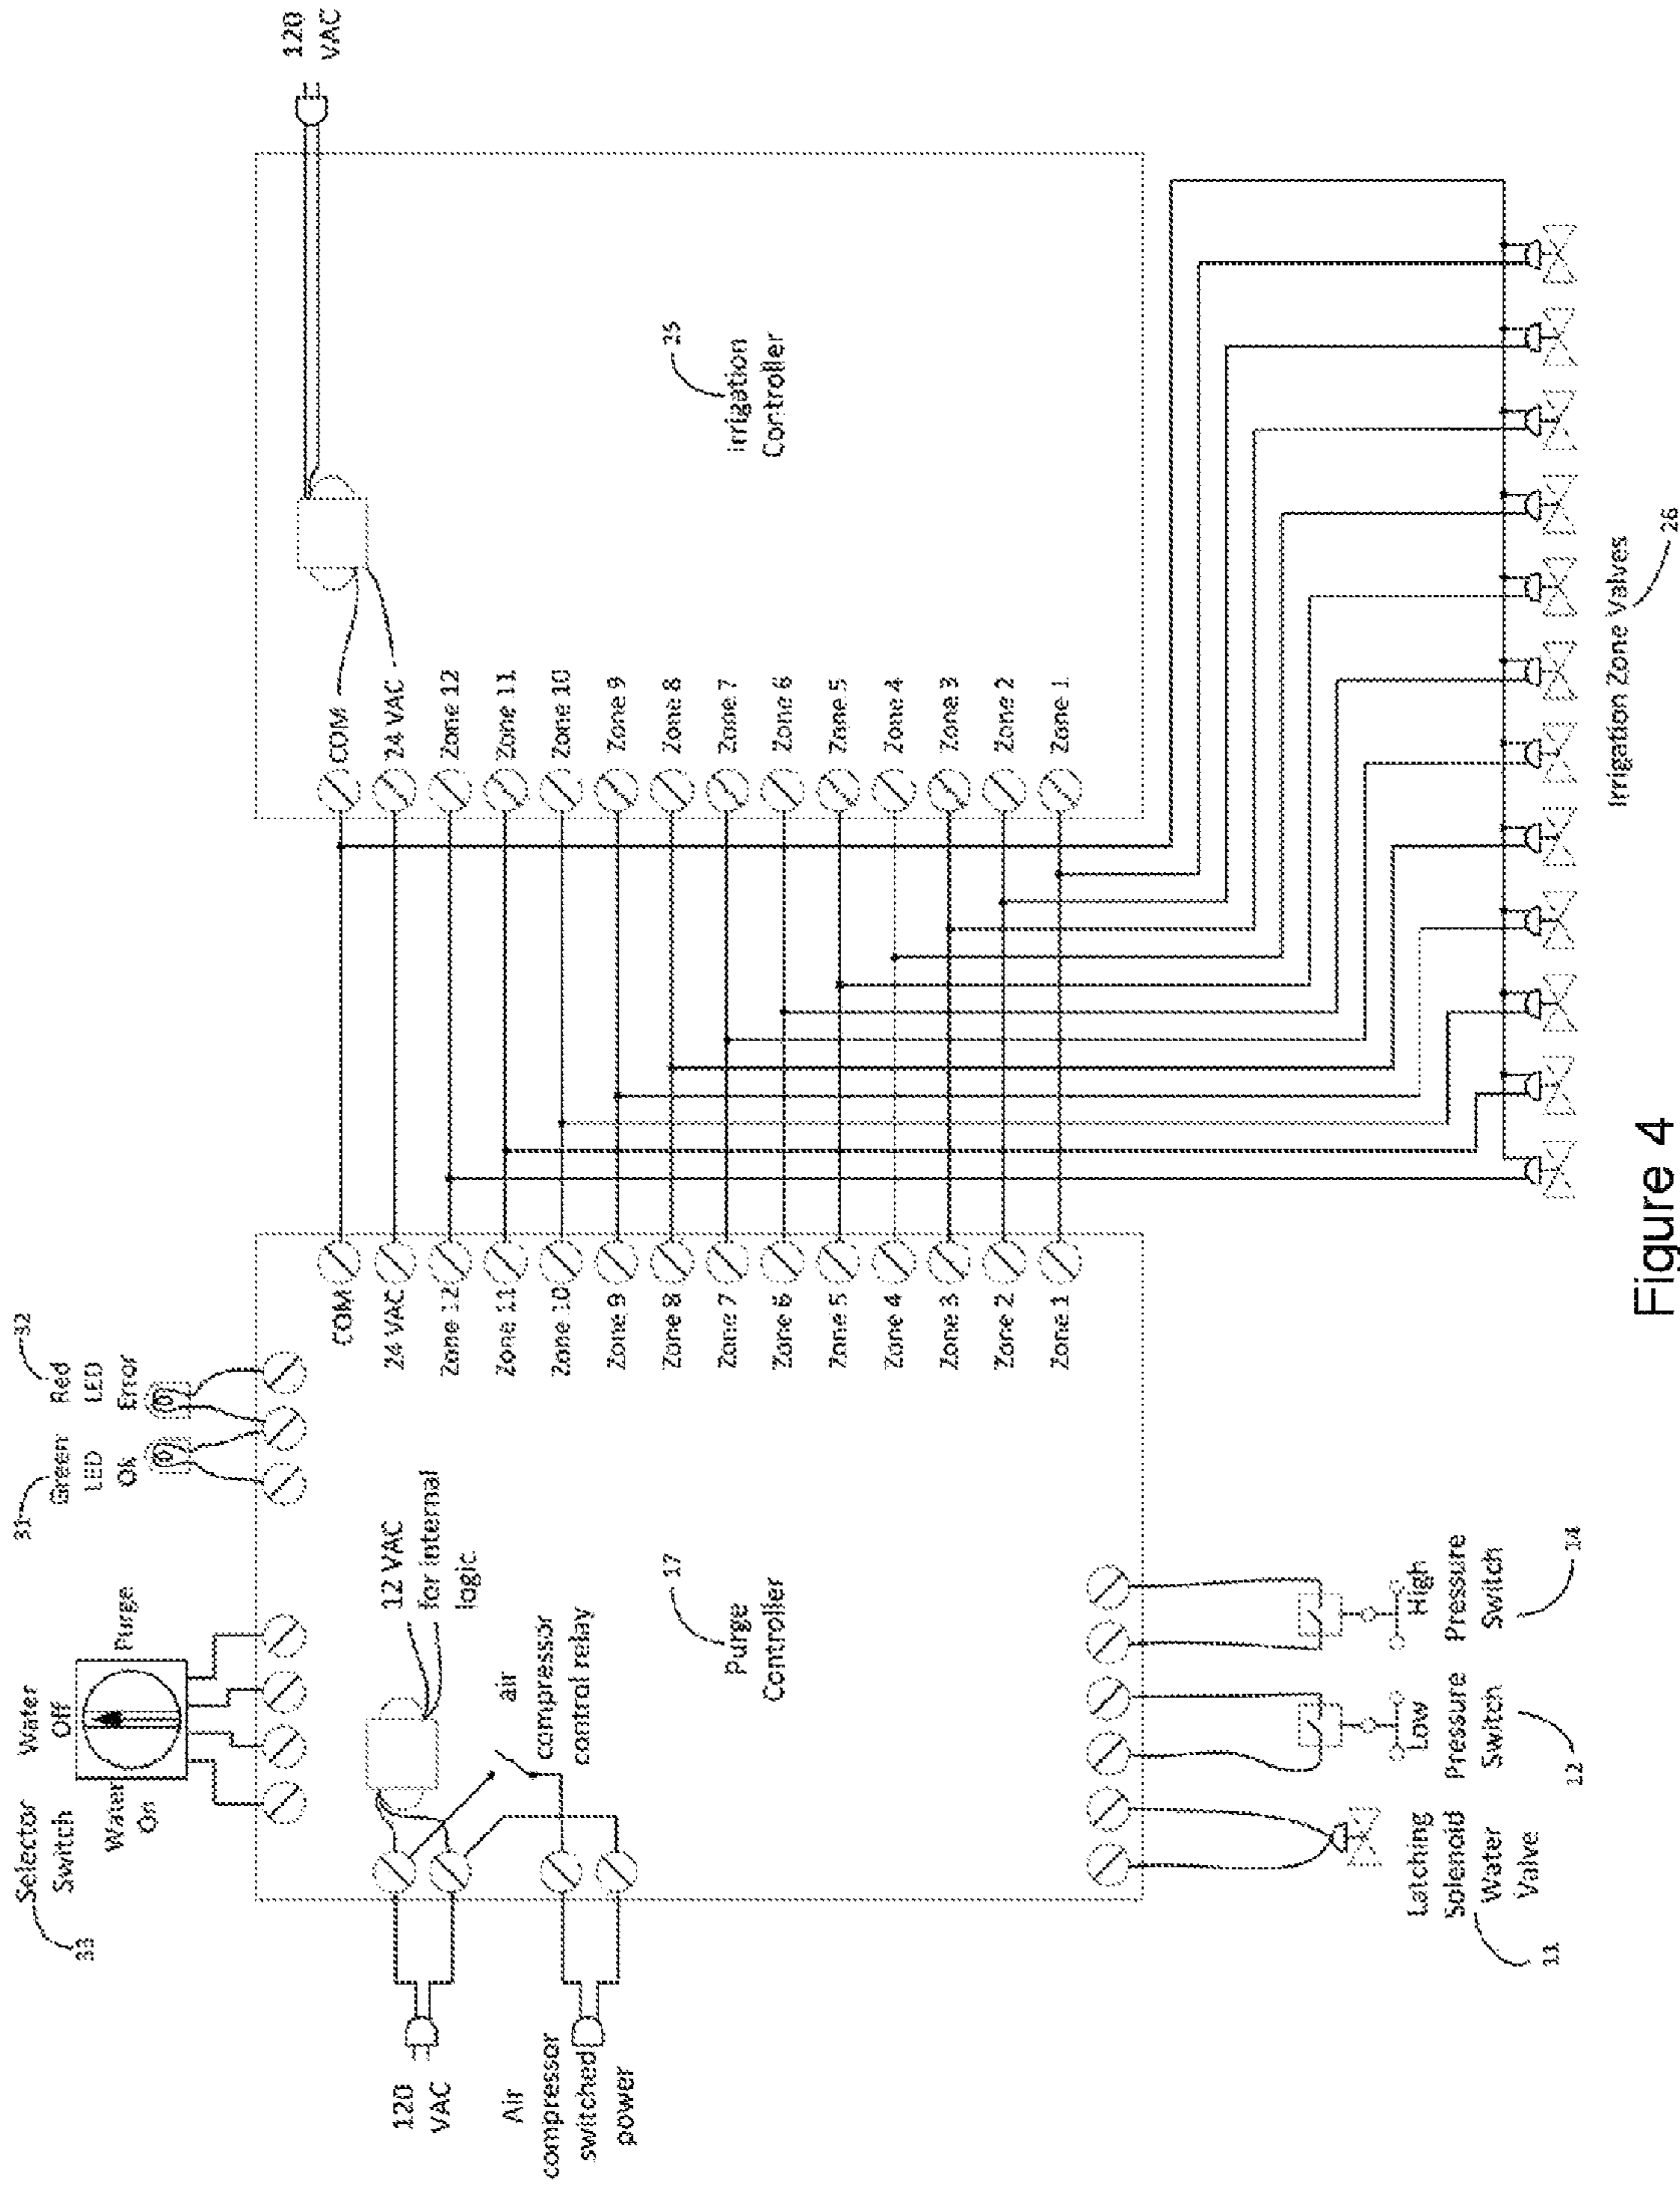 33
Selector
Switch
Water
On
Water
Off
Purge
31
Green
LED
Ok
32
Red
LED
Error
120
VAC
Air
compressor
switched
power
12 VAC
for internal
logic
air
compressor
control relay
17
Purge
Controller
COM
24 VAC
Zone 12
Zone 11
Zone 10
Zone 9
Zone 8
Zone 7
Zone 6
Zone 5
Zone 4
Zone 3
Zone 2
Zone 1
COM
24 VAC
Zone 12
Zone 11
Zone 10
Zone 9
Zone 8
Zone 7
Zone 6
Zone 5
Zone 4
Zone 3
Zone 2
Zone 1
120
VAC
Irrigation
Controller
Latching
Solenoid
Water
Valve
11
Low
Pressure
Switch
12
High
Pressure
Switch
14
Irrigation Zone Valves
26
Figure 4